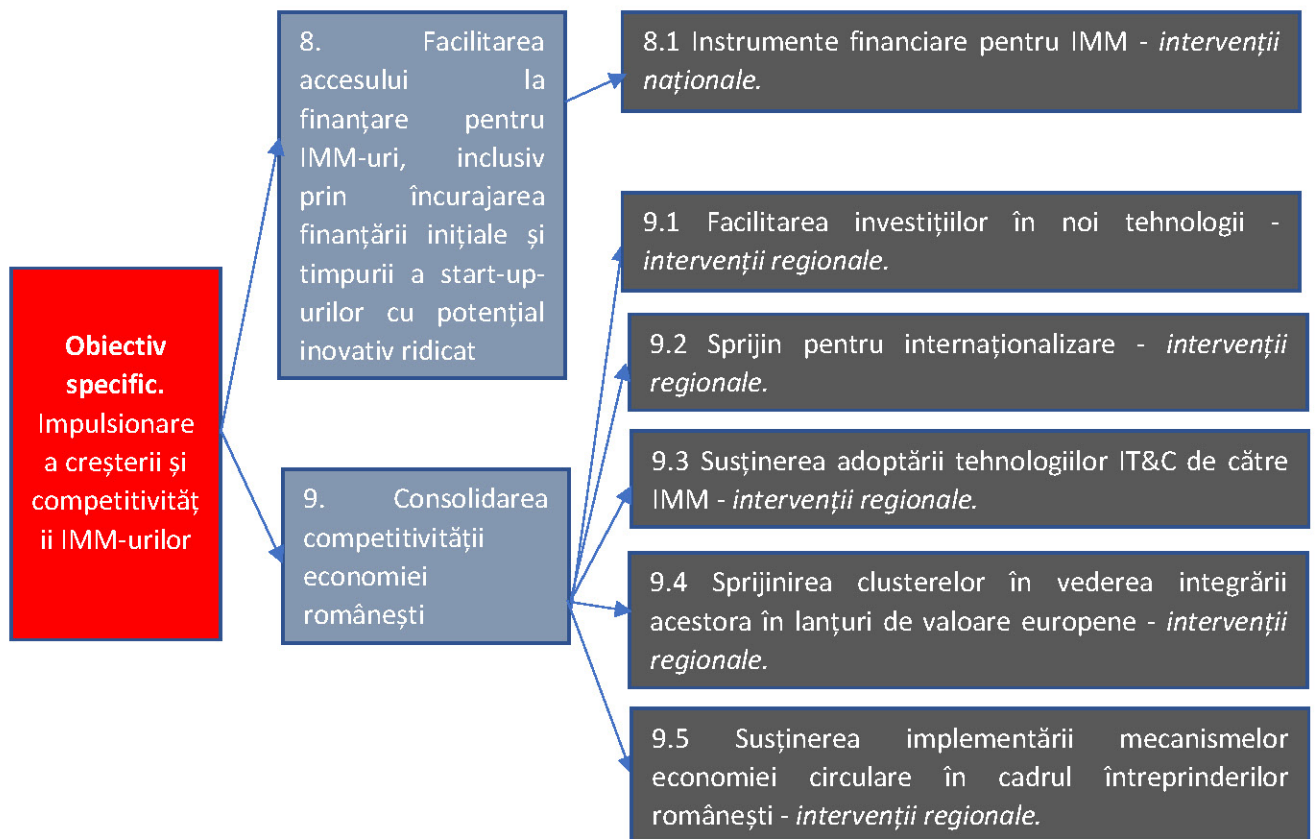 Obiectiv
specific.
Impulsionare
a creșterii și
competitivităț
ii IMM-urilor
8. Facilitarea
accesului la
finanțare pentru
IMM-uri, inclusiv
prin încurajarea
finanțării inițiale și
timpurii a start-up-
urilor cu potențial
inovativ ridicat
8.1 Instrumente financiare pentru IMM - intervenții
naționale.
9. Consolidarea
competitivității
economiei
românești
9.1 Facilitarea investițiilor în noi tehnologii -
intervenții regionale.
9.2 Sprijin pentru internaționalizare - intervenții
regionale.
9.3 Susținerea adoptării tehnologiilor IT&C de către
IMM - intervenții regionale.
9.4 Sprijinirea clusterelor în vederea integrării
acestora în lanțuri de valoare europene - intervenții
regionale.
9.5 Susținerea implementării mecanismelor
economiei circulare în cadrul întreprinderilor
românești - intervenții regionale.